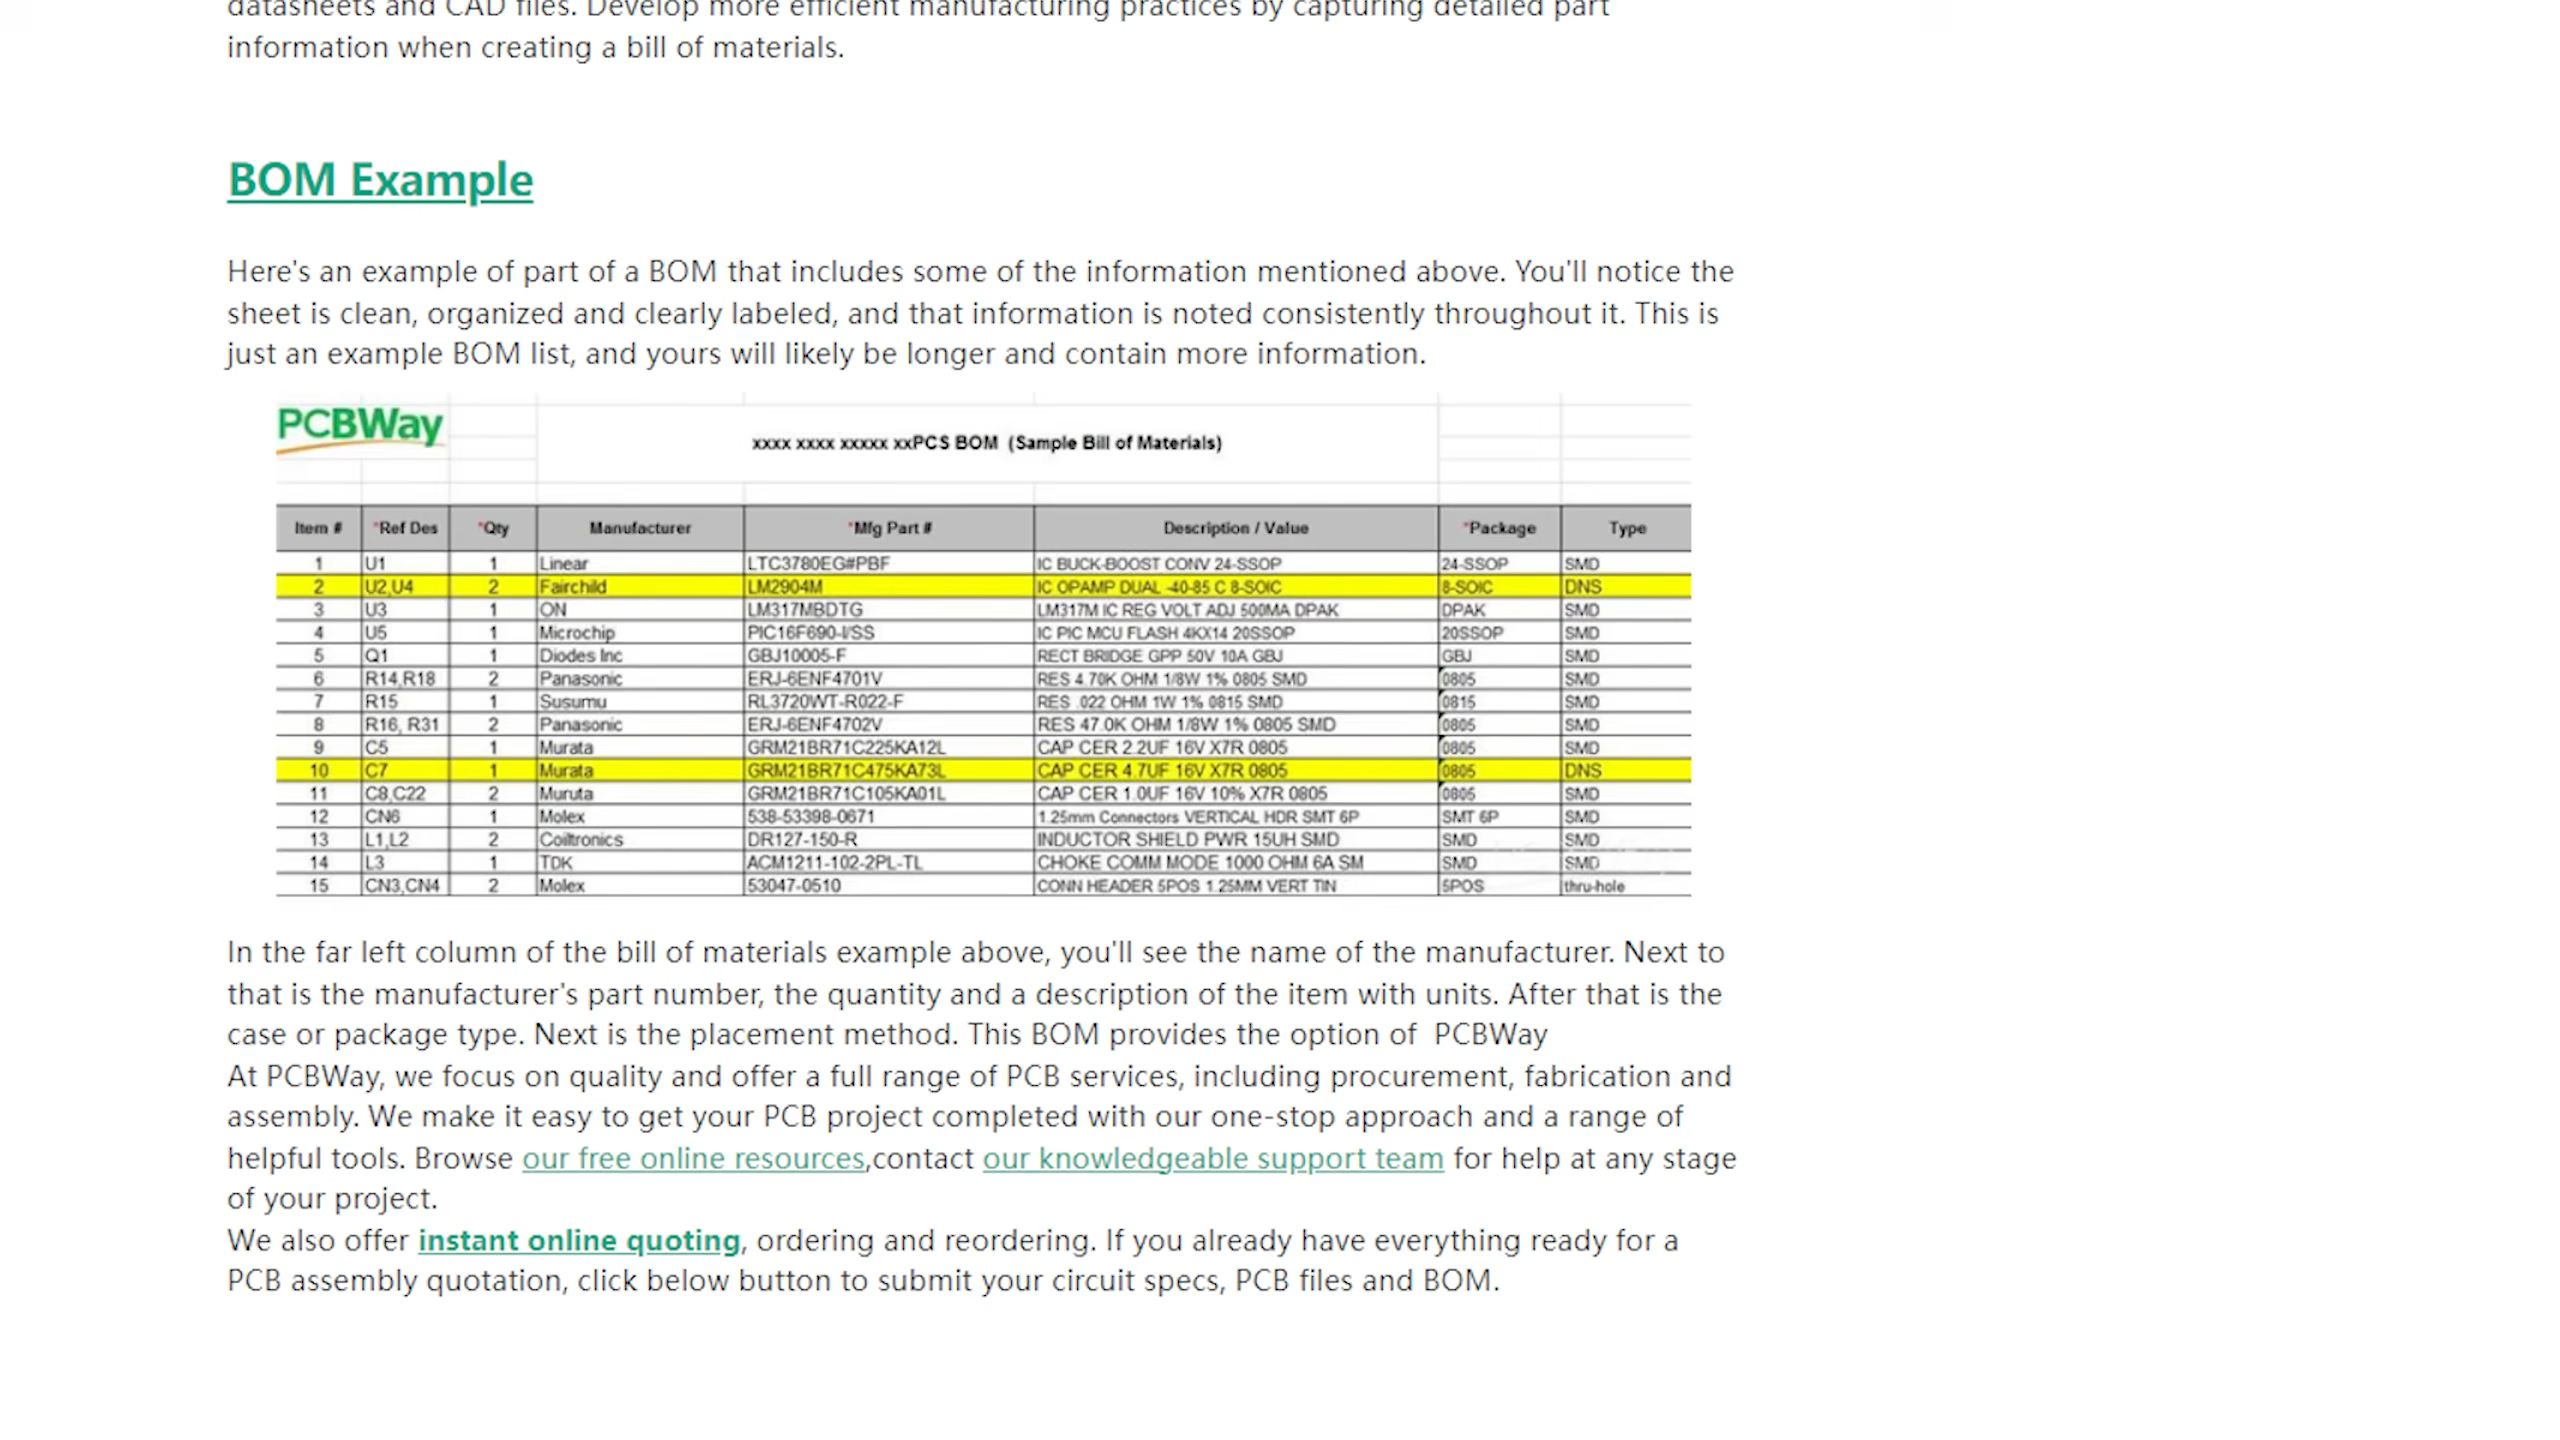 datasheets and CAD files. Develop more efficient manufacturing practices by capturing detailed part
information when creating a bill of materials.
BOM Example
Here's an example of part of a BOM that includes some of the information mentioned above. You'll notice the
sheet is clean, organized and clearly labeled, and that information is noted consistently throughout it. This is
just an example BOM list, and yours will likely be longer and contain more information.
PCBWay
xxxx xxxx xxxxx xxPCS BOM (Sample Bill of Materials)
Item # *Ref Des *Qty Manufacturer *Mfg Part # Description / Value *Package Type
1 U1 1 Linear LTC3780EG#PBF IC BUCK-BOOST CONV 24-SSOP 24-SSOP SMD
2 U2,U4 2 Fairchild LM2904M IC OPAMP DUAL -40-85 C 8-SOIC 8-SOIC DNS
3 U3 1 ON LM317MBDTG LM317M IC REG VOLT ADJ 500MA DPAK DPAK SMD
4 U5 1 Microchip PIC16F690-I/SS IC PIC MCU FLASH 4KX14 20SSOP 20SSOP SMD
5 Q1 1 Diodes Inc GBJ10005-F RECT BRIDGE GPP 50V 10A GBJ GBJ SMD
6 R14,R18 2 Panasonic ERJ-6ENF4701V RES 4.70K OHM 1/8W 1% 0805 SMD 0805 SMD
7 R15 1 Susumu RL3720WT-R022-F RES .022 OHM 1W 1% 0815 SMD 0815 SMD
8 R16, R31 2 Panasonic ERJ-6ENF4702V RES 47.0K OHM 1/8W 1% 0805 SMD 0805 SMD
9 C5 1 Murata GRM21BR71C225KA12L CAP CER 2.2UF 16V X7R 0805 0805 SMD
10 C7 1 Murata GRM21BR71C475KA73L CAP CER 4.7UF 16V X7R 0805 0805 DNS
11 C8,C22 2 Muruta GRM21BR71C105KA01L CAP CER 1.0UF 16V 10% X7R 0805 0805 SMD
12 CN6 1 Molex 538-53398-0671 1.25mm Connectors VERTICAL HDR SMT 6P SMT 6P SMD
13 L1,L2 2 Coiltronics DR127-150-R INDUCTOR SHIELD PWR 15UH SMD SMD SMD
14 L3 1 TDK ACM1211-102-2PL-TL CHOKE COMM MODE 1000 OHM 6A SM SMD SMD
15 CN3,CN4 2 Molex 53047-0510 CONN HEADER 5POS 1.25MM VERT TIN 5POS thru-hole
In the far left column of the bill of materials example above, you'll see the name of the manufacturer. Next to
that is the manufacturer's part number, the quantity and a description of the item with units. After that is the
case or package type. Next is the placement method. This BOM provides the option of PCBWay
At PCBWay, we focus on quality and offer a full range of PCB services, including procurement, fabrication and
assembly. We make it easy to get your PCB project completed with our one-stop approach and a range of
helpful tools. Browse our free online resources,contact our knowledgeable support team for help at any stage
of your project.
We also offer instant online quoting, ordering and reordering. If you already have everything ready for a
PCB assembly quotation, click below button to submit your circuit specs, PCB files and BOM.